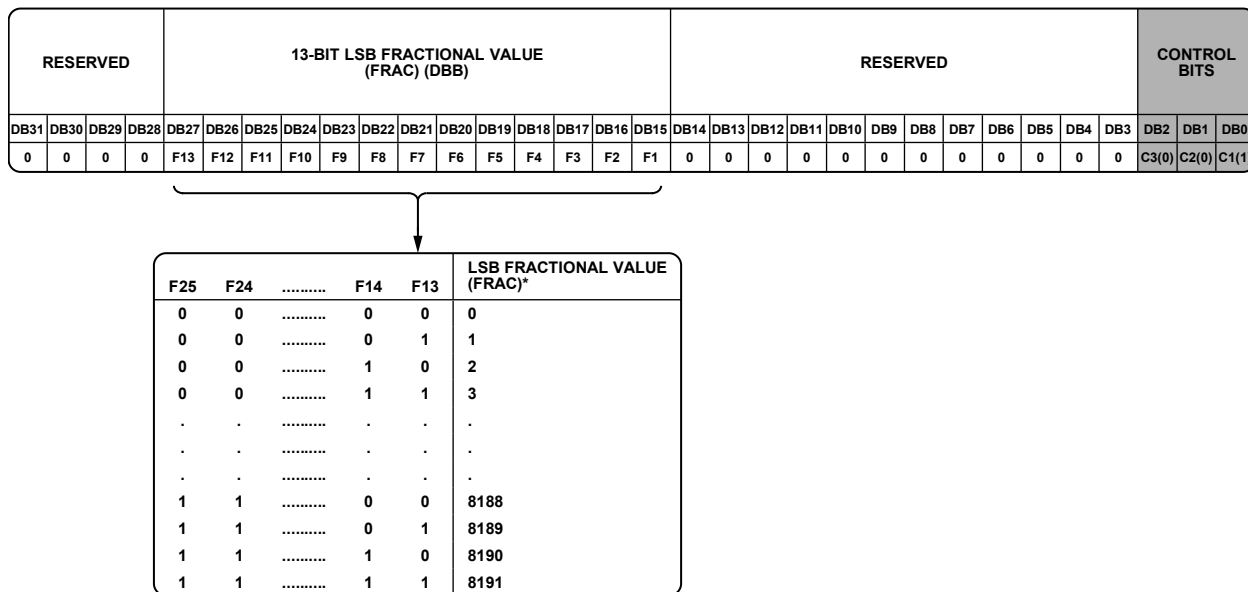 RESERVED
13-BIT LSB FRACTIONAL VALUE
(FRAC) (DBB)
RESERVED
CONTROL
BITS
DB31 DB30 DB29 DB28 DB27 DB26 DB25 DB24 DB23 DB22 DB21 DB20 DB19 DB18 DB17 DB16 DB15 DB14 DB13 DB12 DB11 DB10 DB9 DB8 DB7 DB6 DB5 DB4 DB3 DB2 DB1 DB0
0 0 0 0 F13 F12 F11 F10 F9 F8 F7 F6 F5 F4 F3 F2 F1 0 0 0 0 0 0 0 0 0 0 0 0 C3(0) C2(0) C1(1
F25 F24 .......... F14 F13 LSB FRACTIONAL VALUE
(FRAC)*
0 0 .......... 0 0 0
0 0 .......... 0 1 1
0 0 .......... 1 0 2
0 0 .......... 1 1 3
. . .......... . . .
. . .......... . . .
. . .......... . . .
1 1 .......... 0 0 8188
1 1 .......... 0 1 8189
1 1 .......... 1 0 8190
1 1 .......... 1 1 8191